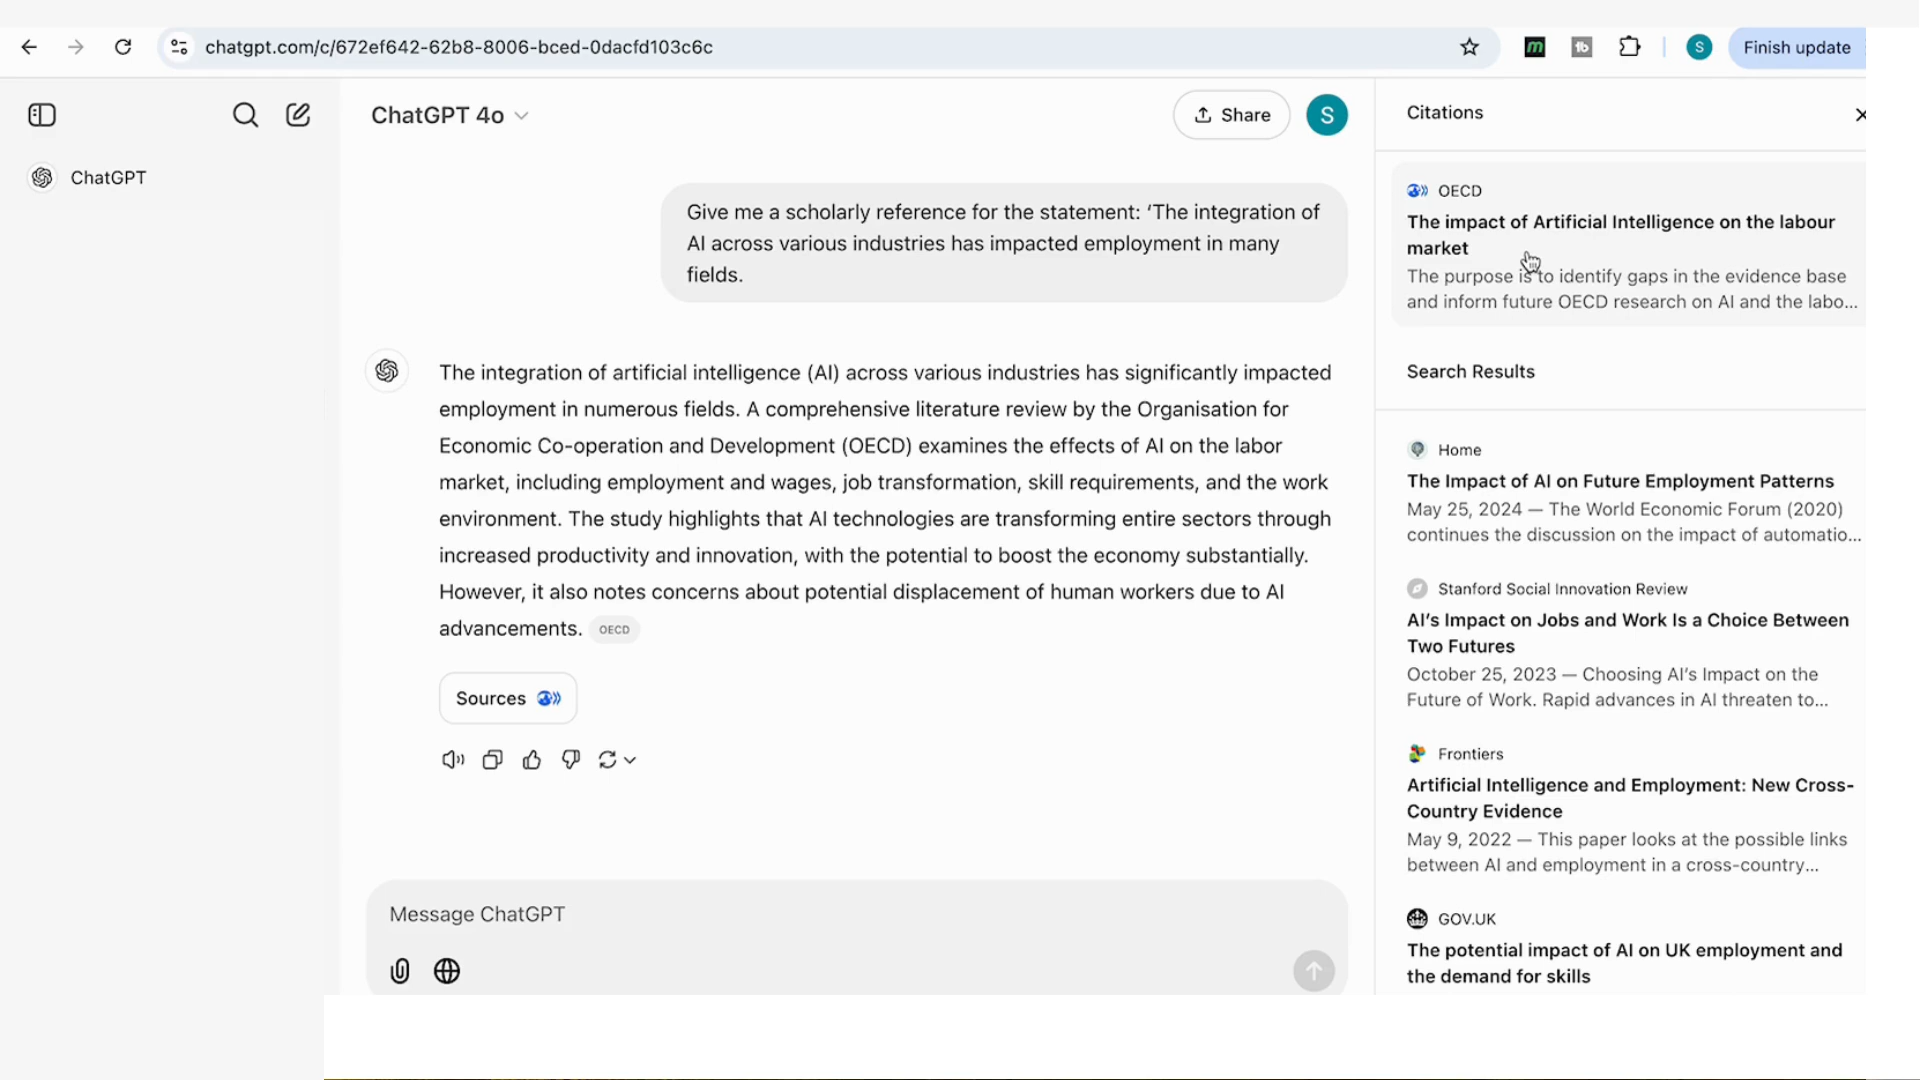 chatgpt.com/c/672ef642-62b8-8006-bced-0dacfd103c6c
m
tb
S
Finish update
ChatGPT
ChatGPT 4o
Share
S
Give me a scholarly reference for the statement: ‘The integration of
AI across various industries has impacted employment in many
fields.
The integration of artificial intelligence (AI) across various industries has significantly impacted
employment in numerous fields. A comprehensive literature review by the Organisation for
Economic Co-operation and Development (OECD) examines the effects of AI on the labor
market, including employment and wages, job transformation, skill requirements, and the work
environment. The study highlights that AI technologies are transforming entire sectors through
increased productivity and innovation, with the potential to boost the economy substantially.
However, it also notes concerns about potential displacement of human workers due to AI
advancements. OECD
Sources
Message ChatGPT
Citations
OECD
The impact of Artificial Intelligence on the labour
market
The purpose is to identify gaps in the evidence base
and inform future OECD research on AI and the labo...
Search Results
Home
The Impact of AI on Future Employment Patterns
May 25, 2024 — The World Economic Forum (2020)
continues the discussion on the impact of automatio...
Stanford Social Innovation Review
AI’s Impact on Jobs and Work Is a Choice Between
Two Futures
October 25, 2023 — Choosing AI’s Impact on the
Future of Work. Rapid advances in AI threaten to...
Frontiers
Artificial Intelligence and Employment: New Cross-
Country Evidence
May 9, 2022 — This paper looks at the possible links
between AI and employment in a cross-country...
GOV.UK
The potential impact of AI on UK employment and
the demand for skills